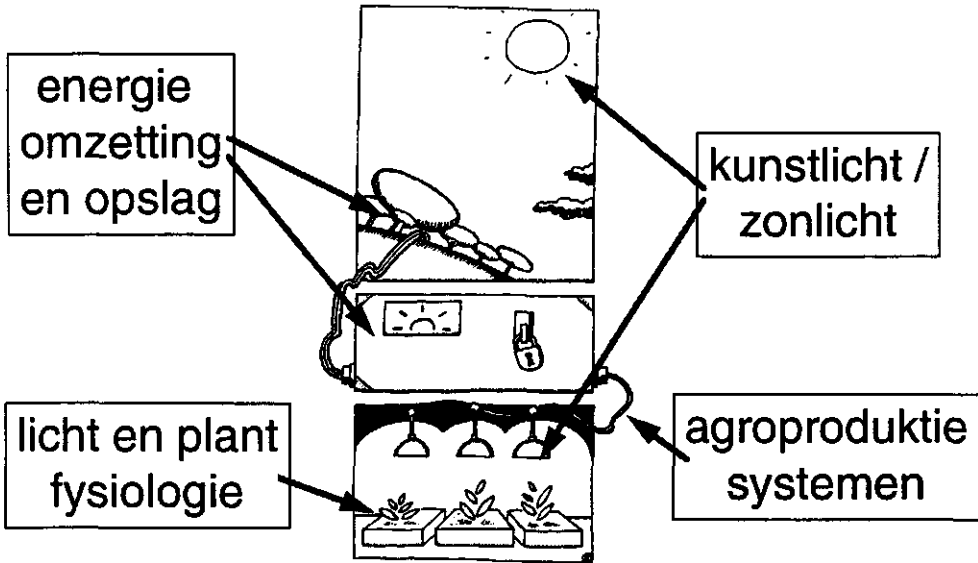 energie
omzetting
en opslag
kunstlicht /
zonlicht
licht en plant
fysiologie
agroproduktie
systemen